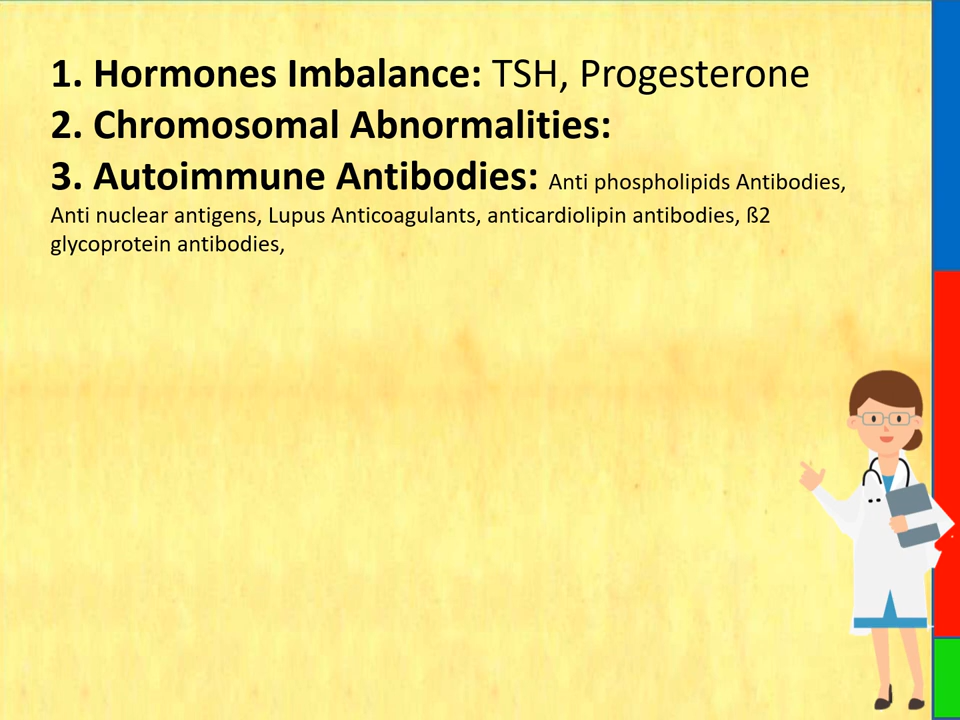 1. Hormones Imbalance: TSH, Progesterone
2. Chromosomal Abnormalities:
3. Autoimmune Antibodies: Anti phospholipids Antibodies,
Anti nuclear antigens, Lupus Anticoagulants, anticardiolipin antibodies, ß2
glycoprotein antibodies,